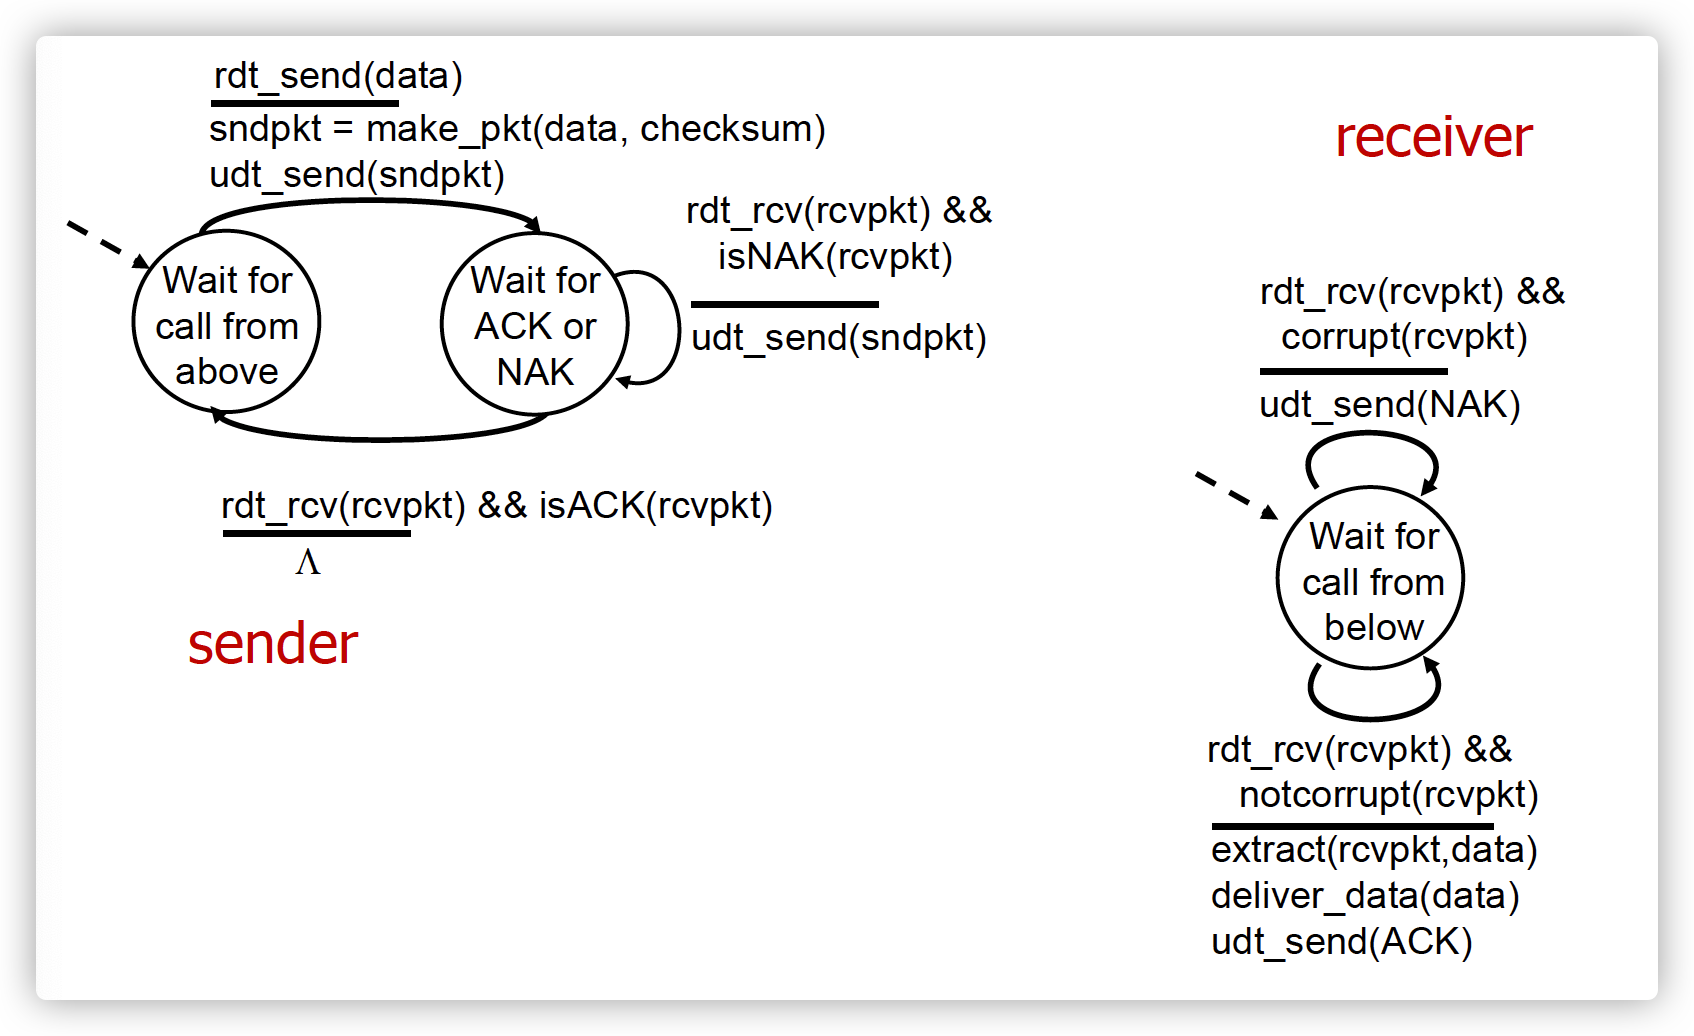 rdt_send(data)
sndpkt = make_pkt(data, checksum)
udt_send(sndpkt)
Wait for
call from
above
Wait for
ACK or
NAK
rdt_rcv(rcvpkt) &&
isNAK(rcvpkt)
udt_send(sndpkt)
rdt_rcv(rcvpkt) && isACK(rcvpkt)
Λ
sender
receiver
rdt_rcv(rcvpkt) &&
corrupt(rcvpkt)
udt_send(NAK)
Wait for
call from
below
rdt_rcv(rcvpkt) &&
notcorrupt(rcvpkt)
extract(rcvpkt,data)
deliver_data(data)
udt_send(ACK)